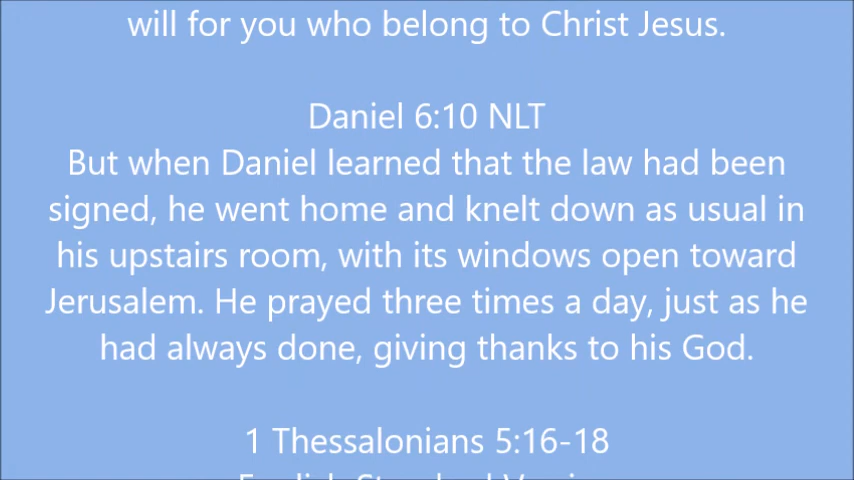 will for you who belong to Christ Jesus.
Daniel 6:10 NLT
But when Daniel learned that the law had been
signed, he went home and knelt down as usual in
his upstairs room, with its windows open toward
Jerusalem. He prayed three times a day, just as he
had always done, giving thanks to his God.
1 Thessalonians 5:16-18
English Standard Version